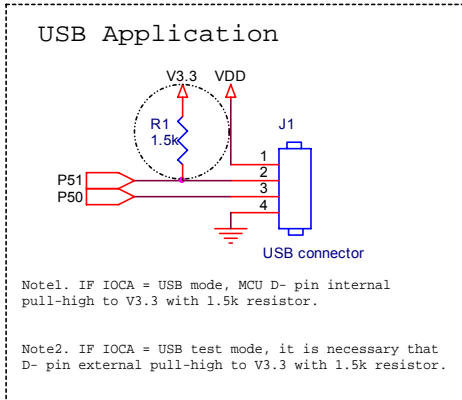 USB Application
V3.3 VDD
R1
1.5k
J1
1
P51 2
P50 3
4
USB connector
Note1. IF IOCA = USB mode, MCU D- pin internal
pull-high to V3.3 with 1.5k resistor.
Note2. IF IOCA = USB test mode, it is necessary that
D- pin external pull-high to V3.3 with 1.5k resistor.